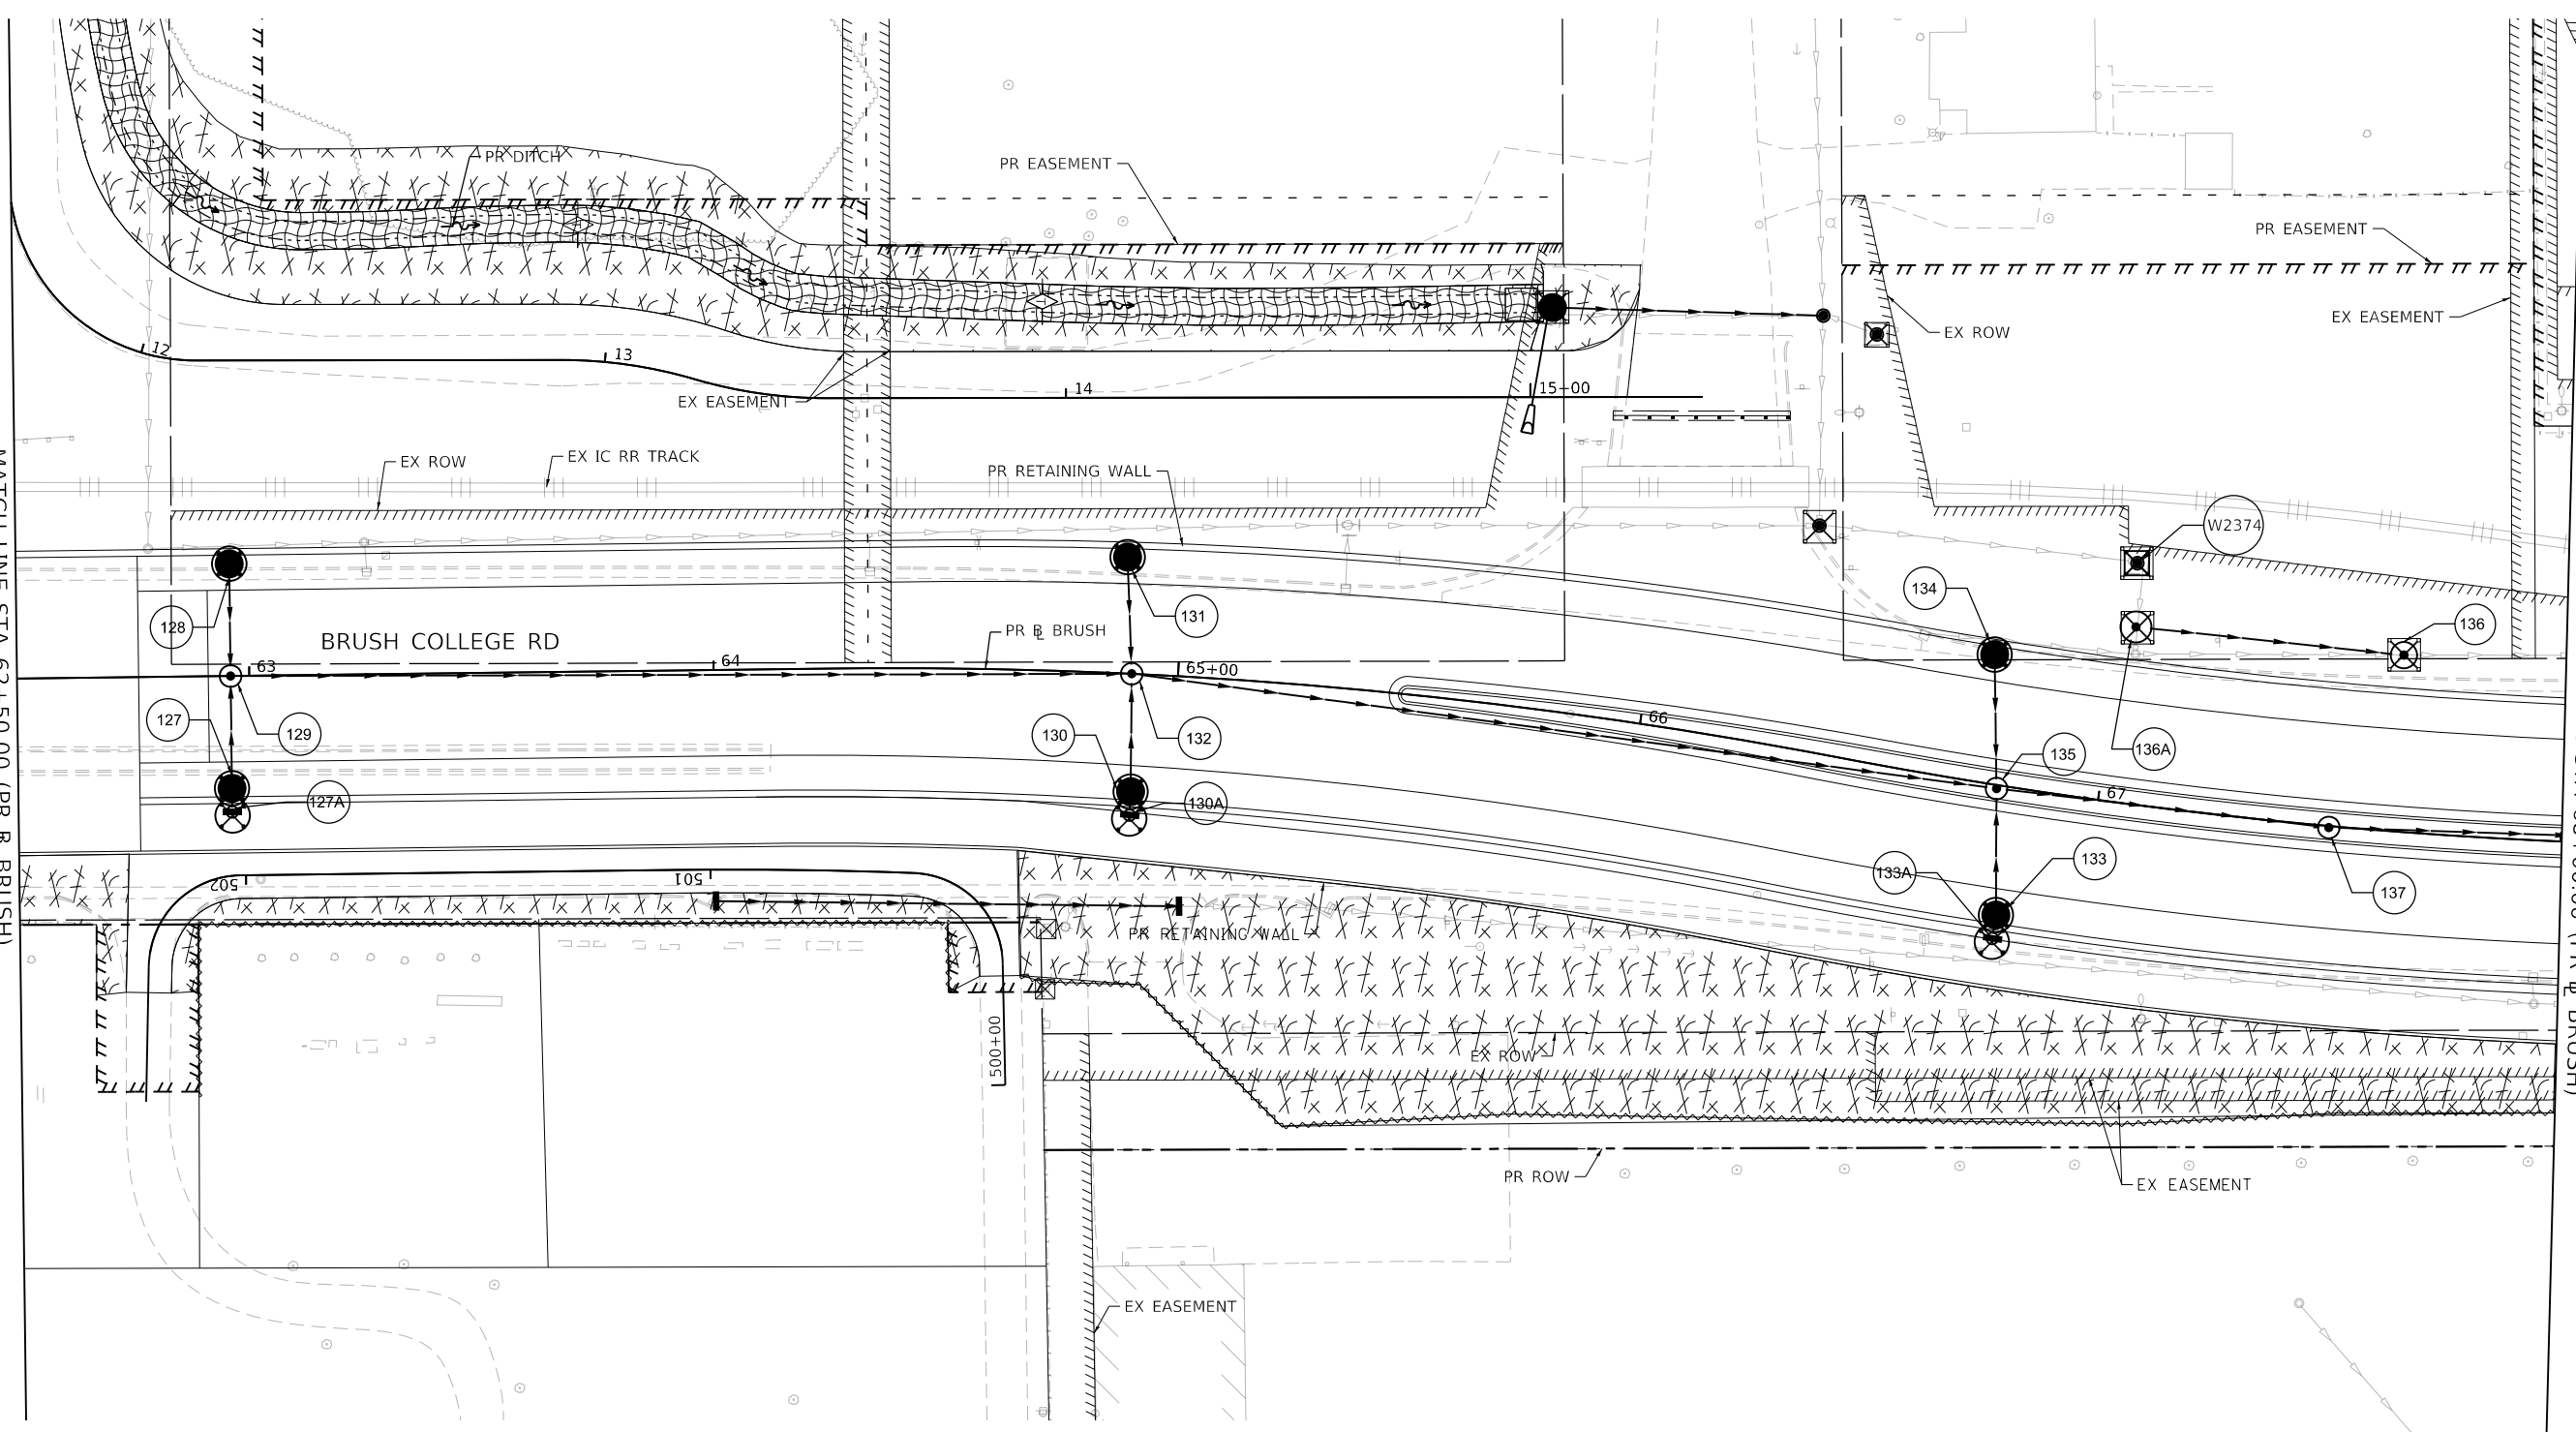 PR DITCH
PR EASEMENT
PR EASEMENT
EX EASEMENT
EX ROW
12
13
14
15+00
EX EASEMENT
EX ROW
EX IC RR TRACK
PR RETAINING WALL
W2374
128
131
134
136
BRUSH COLLEGE RD
PR ℄ BRUSH
63
64
65+00
66
67
127
129
130
132
135
136A
127A
130A
133A
133
137
502
501
500+00
PR RETAINING WALL
EX ROW
PR ROW
EX EASEMENT
EX EASEMENT